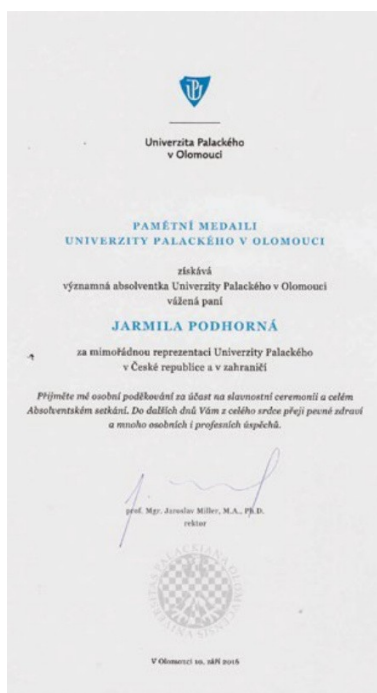 Univerzita Palackého
v Olomouci
PAMĚTNÍ MEDAILI
UNIVERZITY PALACKÉHO V OLOMOUCI
získává
významná absolventka Univerzity Palackého v Olomouci
vážená paní
JARMILA PODHORNÁ
za mimořádnou reprezentaci Univerzity Palackého
v České republice a v zahraničí
Přijměte mé osobní poděkování za účast na slavnostní ceremonii a celém
Absolventském setkání. Do dalších dnů Vám z celého srdce přeji pevné zdraví
a mnoho osobních i profesních úspěchů.
prof. Mgr. Jaroslav Miller, M.A., Ph.D.
rektor
V Olomouci 10. září 2016